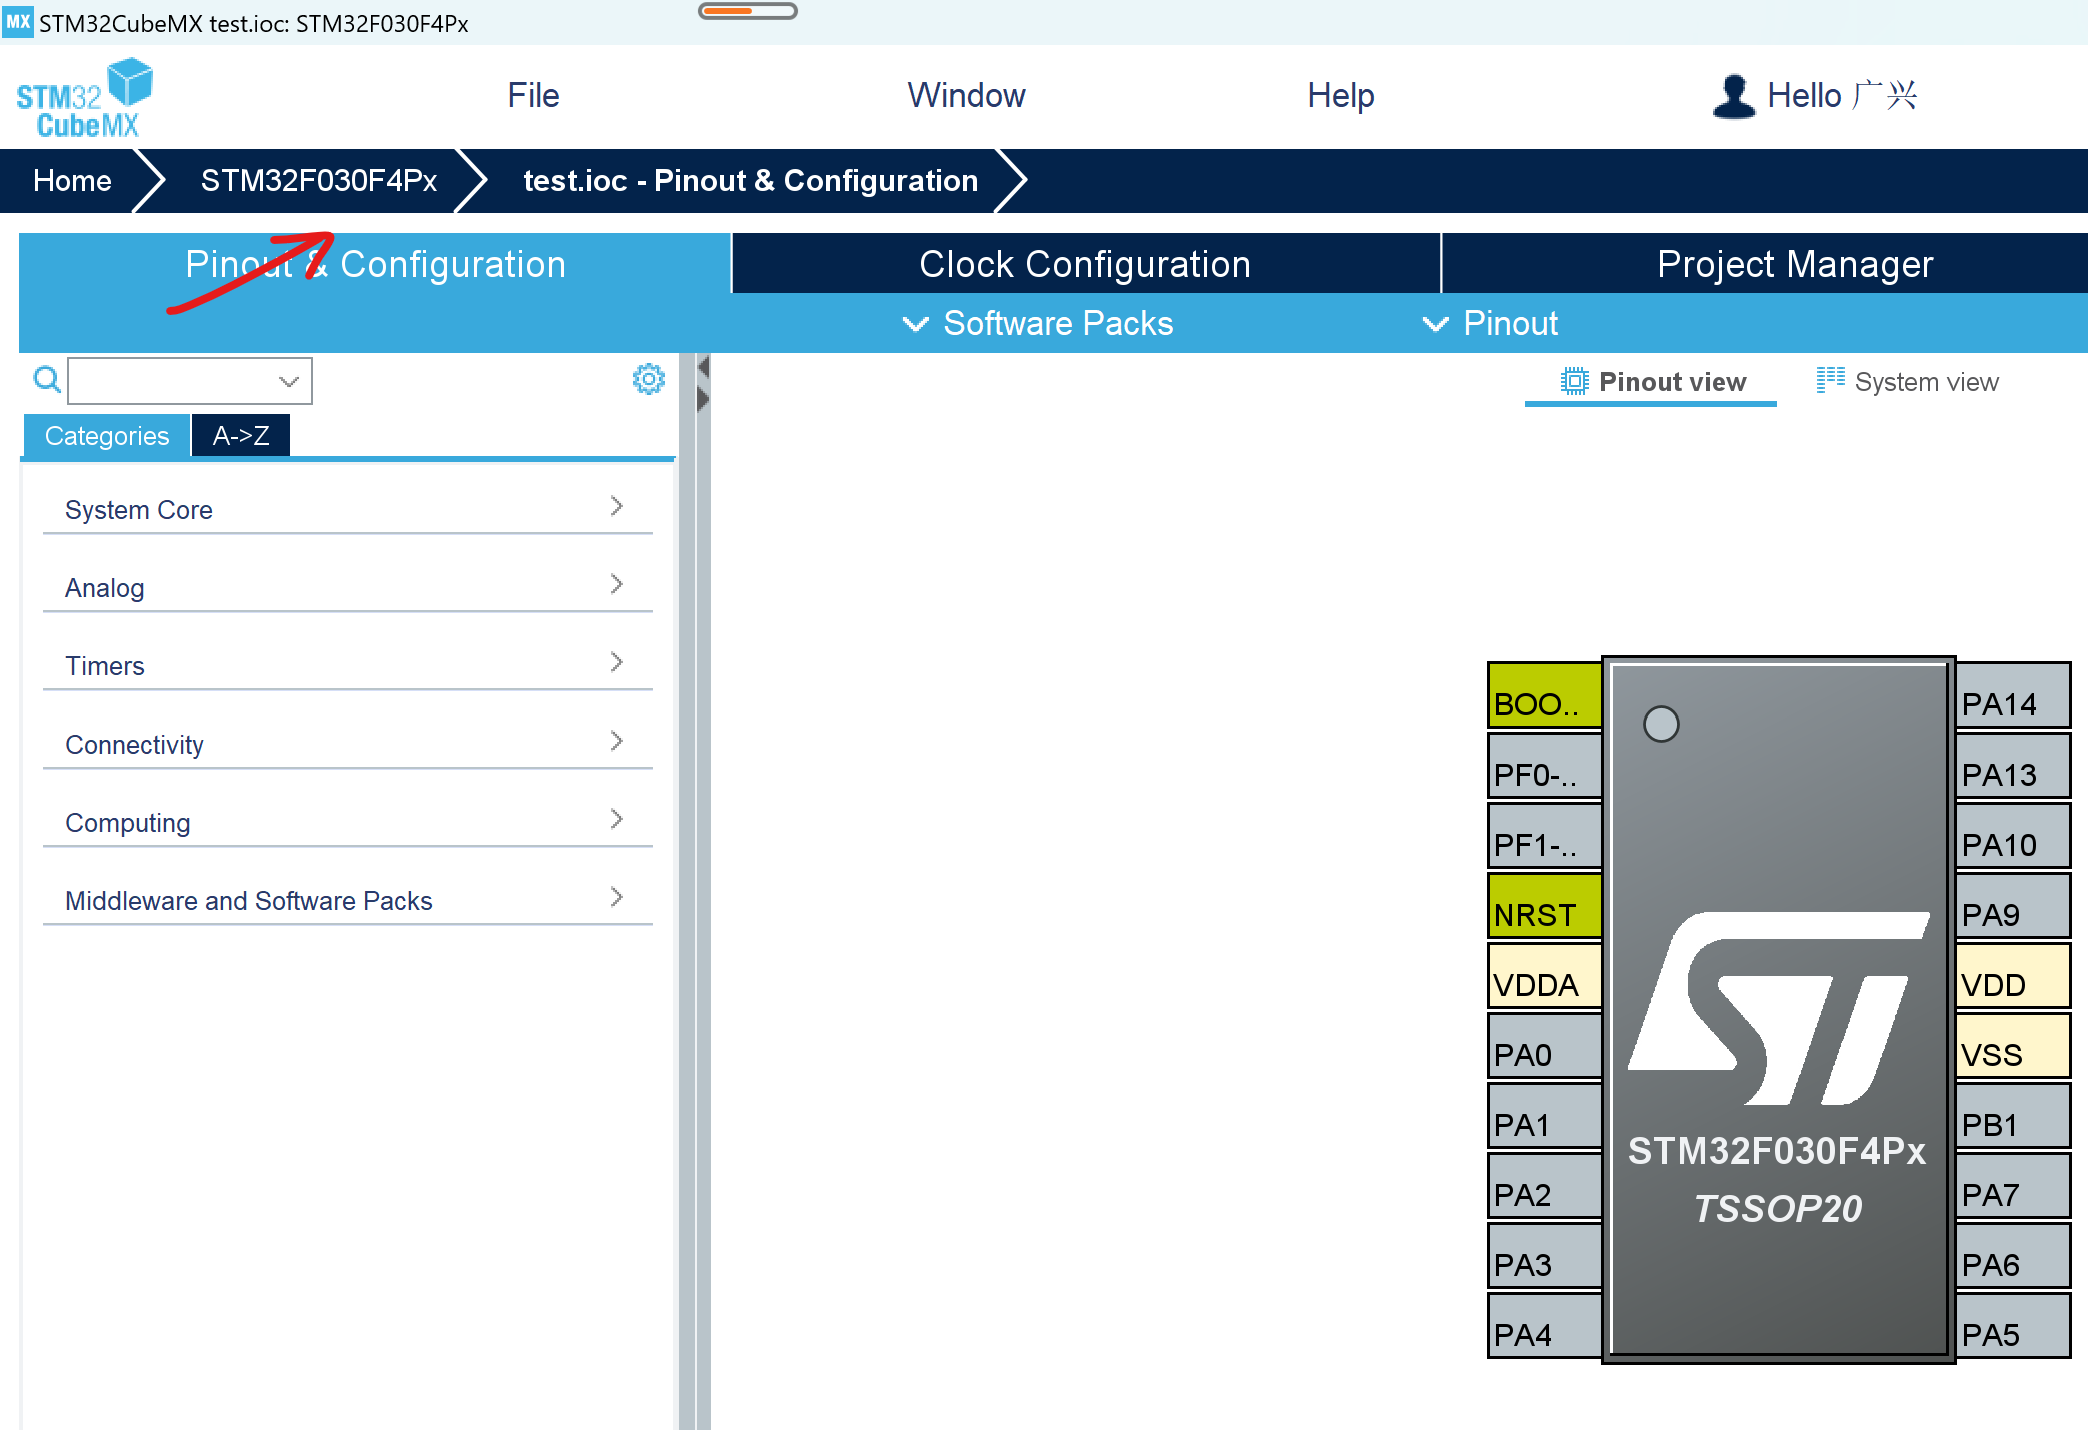 MX STM32CubeMX test.ioc: STM32F030F4Px
STM32
CubeMX
File
Window
Help
Hello 广兴
Home
STM32F030F4Px
test.ioc - Pinout & Configuration
Pinout & Configuration
Clock Configuration
Project Manager
Software Packs
Pinout
Pinout view
System view
Categories
A->Z
System Core
Analog
Timers
Connectivity
Computing
Middleware and Software Packs
BOO..
PF0-..
PF1-..
NRST
VDDA
PA0
PA1
PA2
PA3
PA4
ST
STM32F030F4Px
TSSOP20
PA14
PA13
PA10
PA9
VDD
VSS
PB1
PA7
PA6
PA5